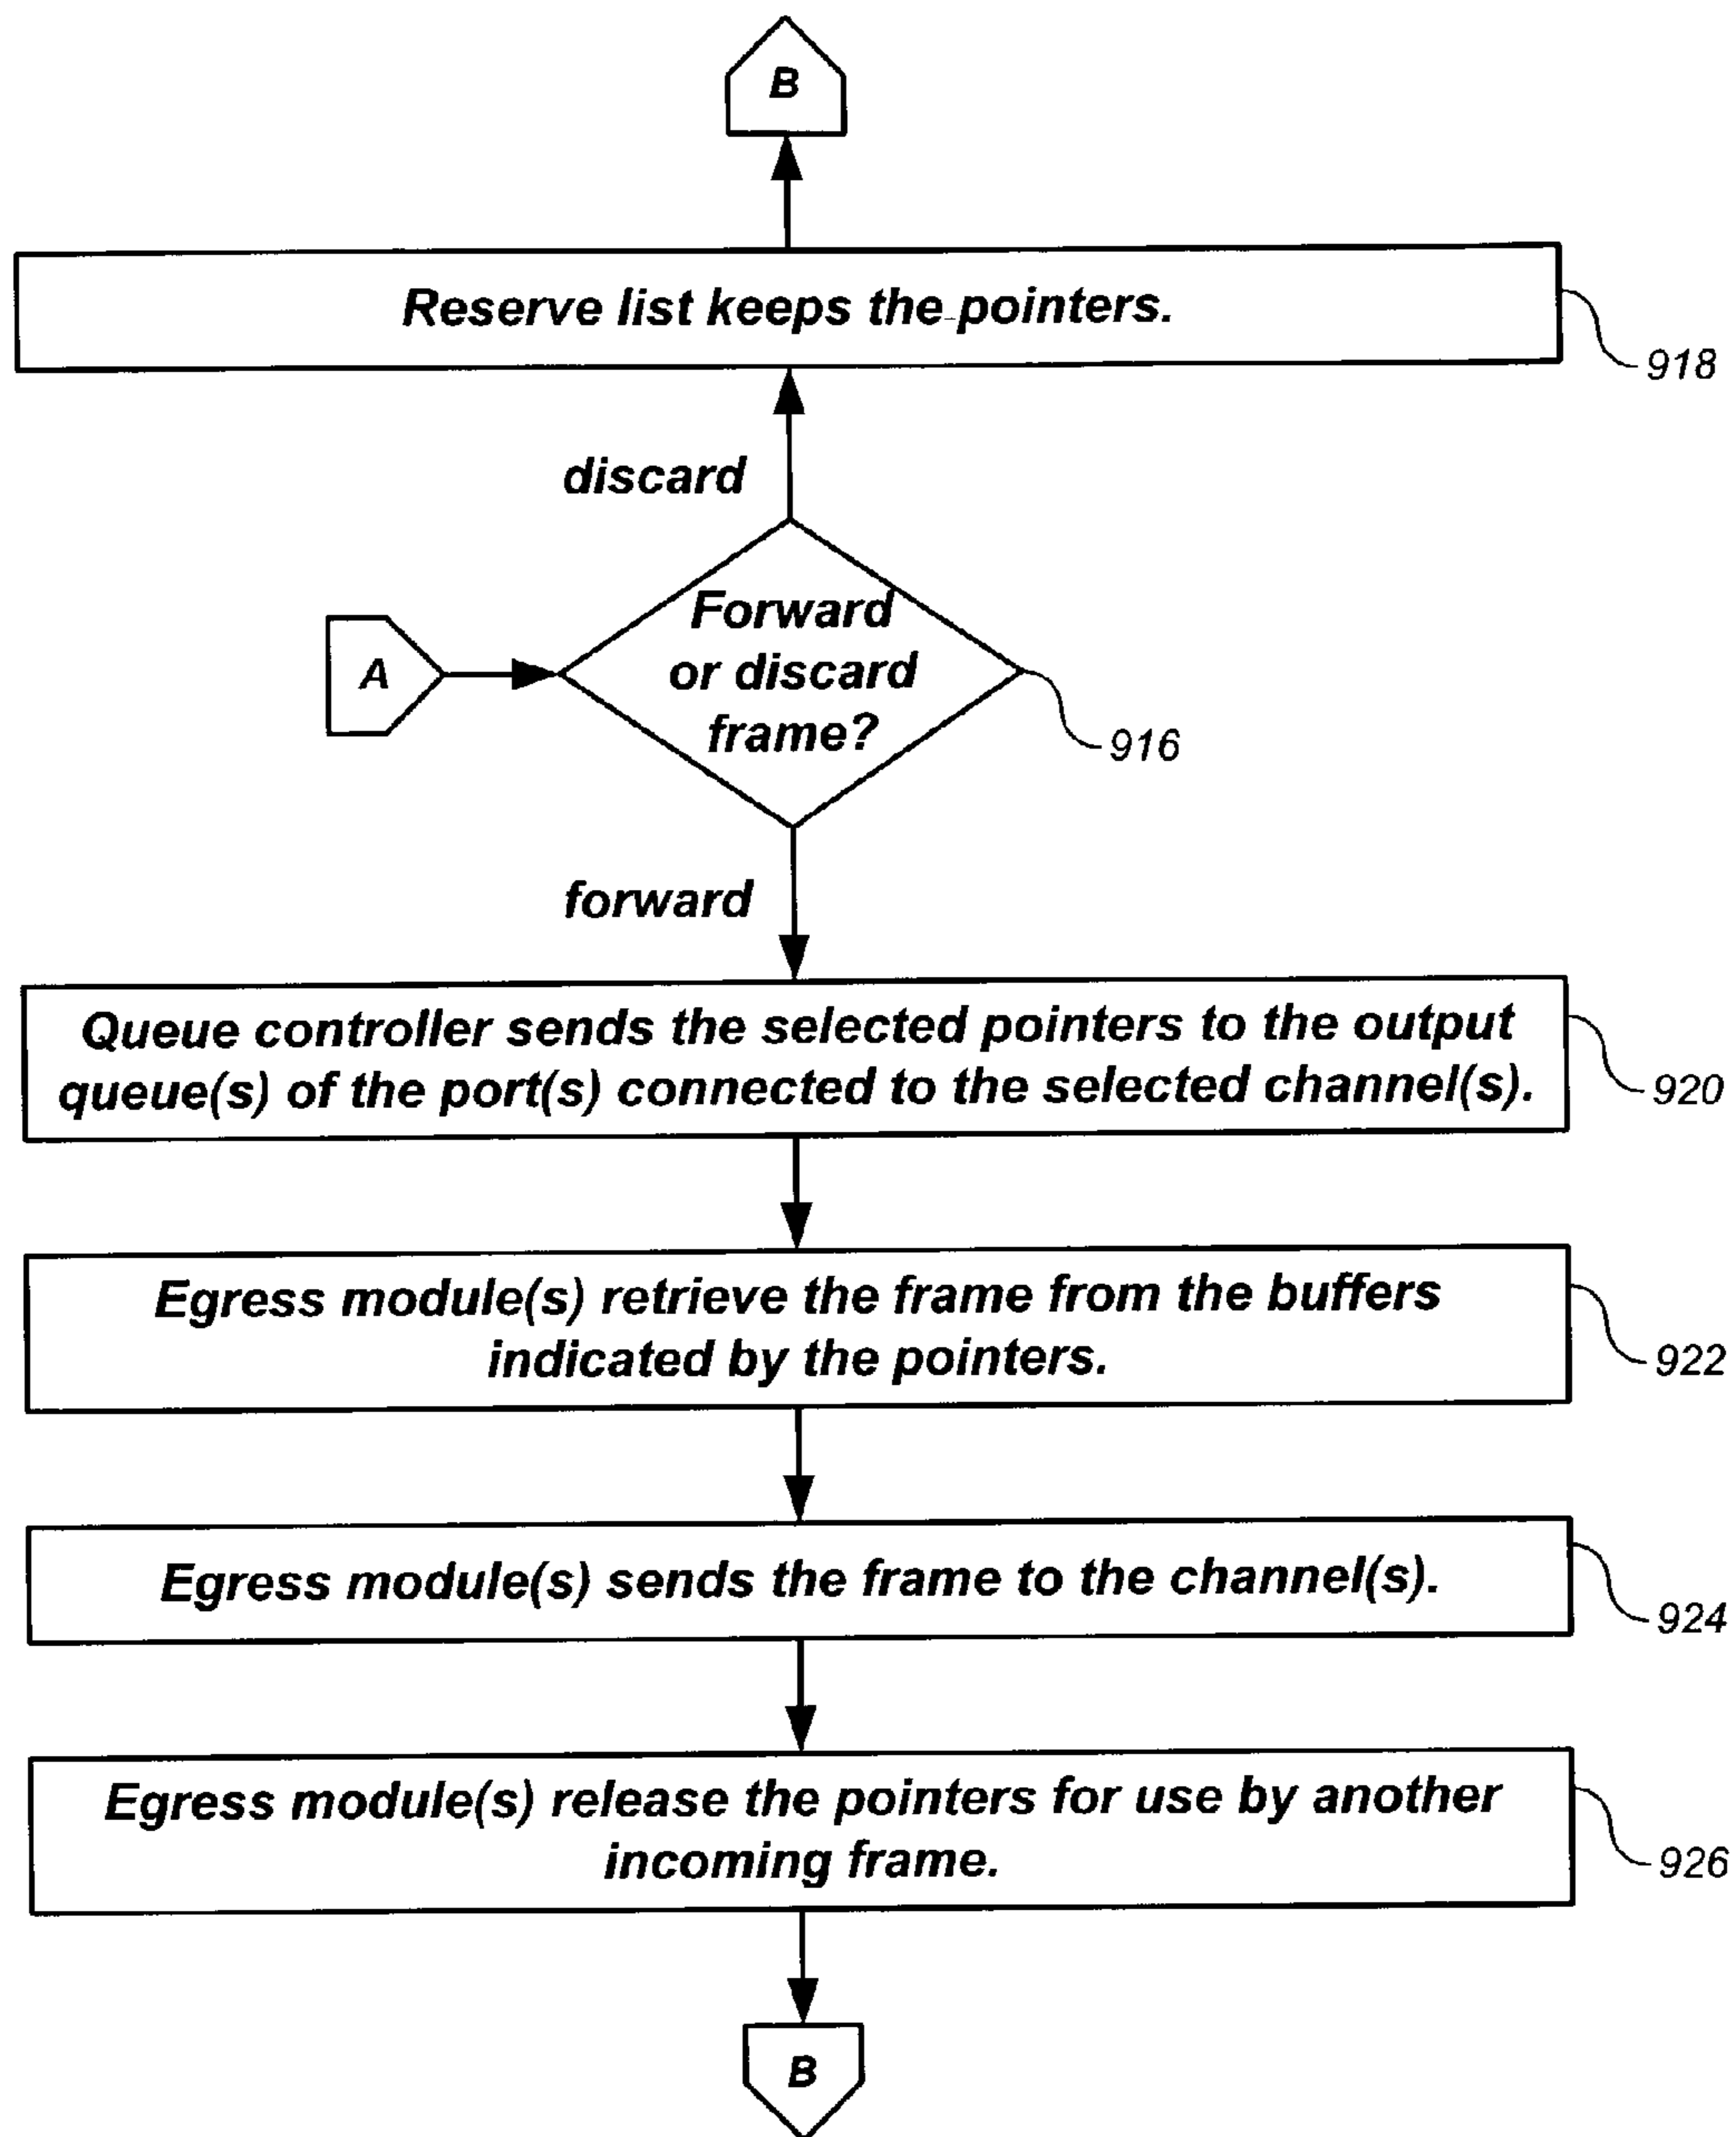 B
Reserve list keeps the pointers.
918
discard
Forward
or discard
frame?
A
916
forward
Queue controller sends the selected pointers to the output
queue(s) of the port(s) connected to the selected channel(s).
920
Egress module(s) retrieve the frame from the buffers
indicated by the pointers.
922
Egress module(s) sends the frame to the channel(s).
924
Egress module(s) release the pointers for use by another
incoming frame.
926
B